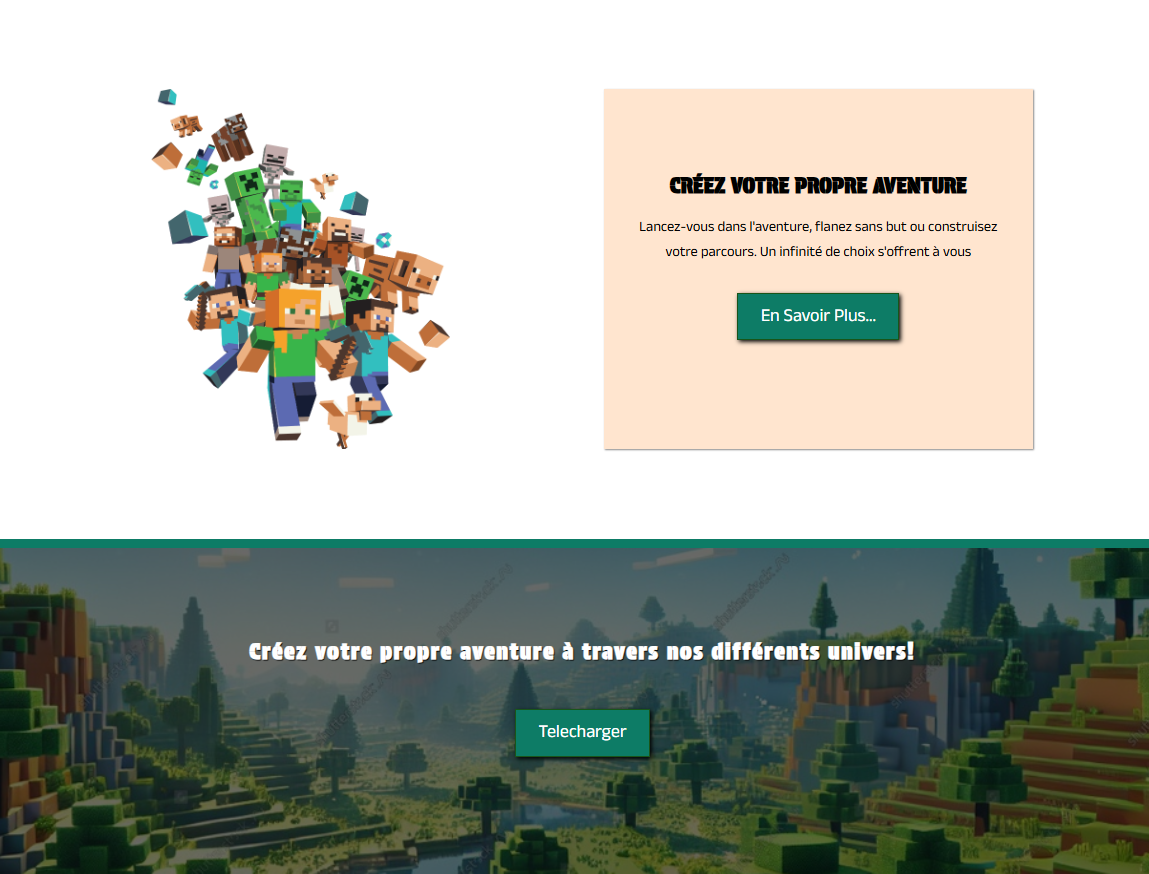 CRÉEZ VOTRE PROPRE AVENTURE
Lancez-vous dans l'aventure, flanez sans but ou construisez
votre parcours. Un infinité de choix s'offrent à vous
En Savoir Plus...
Créez votre propre aventure à travers nos différents univers!
Telecharger